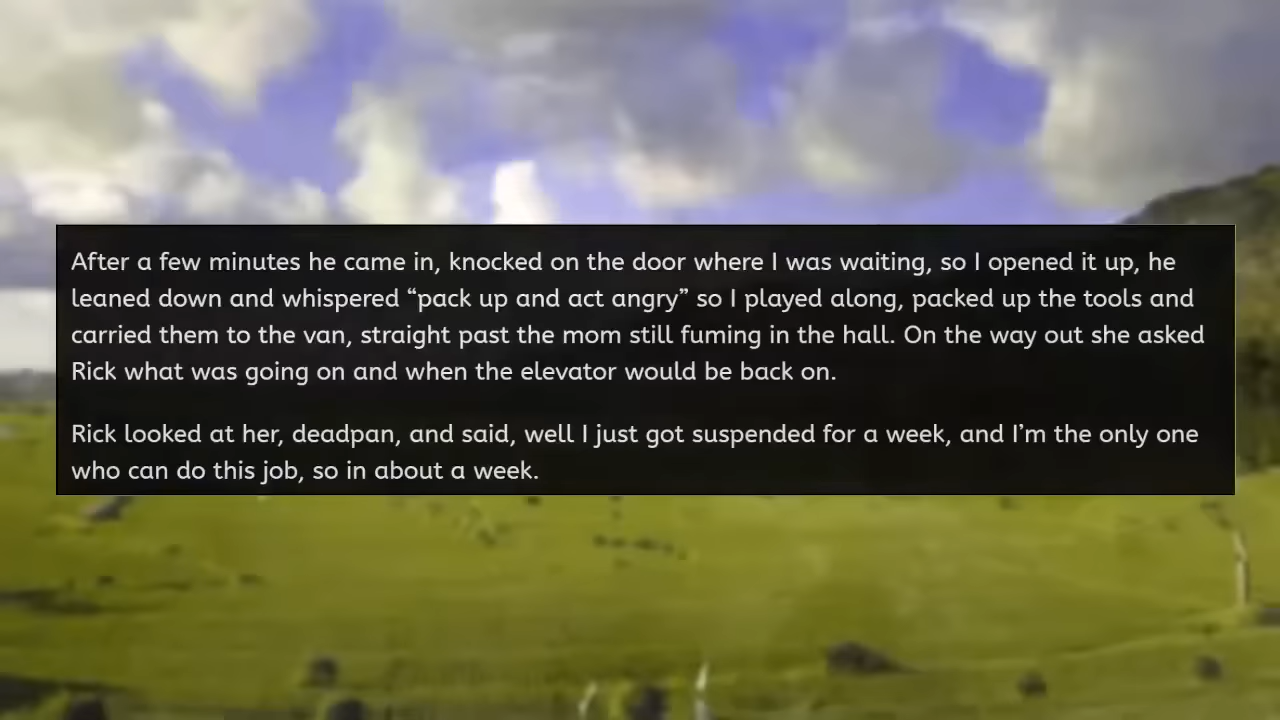 After a few minutes he came in, knocked on the door where I was waiting, so I opened it up, he
leaned down and whispered “pack up and act angry” so I played along, packed up the tools and
carried them to the van, straight past the mom still fuming in the hall. On the way out she asked
Rick what was going on and when the elevator would be back on.
Rick looked at her, deadpan, and said, well I just got suspended for a week, and I’m the only one
who can do this job, so in about a week.